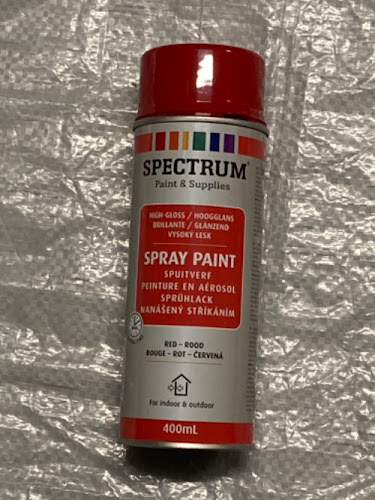 SPECTRUM®
Paint & Supplies
HIGH-GLOSS / HOOGGLANS
BRILLANTE / GLÄNZEND
VYSOKÝ LESK
SPRAY PAINT
SPUITVERF
PEINTURE EN AÉROSOL
SPRÜHLACK
NANÁŠENÝ STŘÍKÁNÍM
RED – ROOD
ROUGE – ROT – ČERVENÁ
For indoor & outdoor
400mL